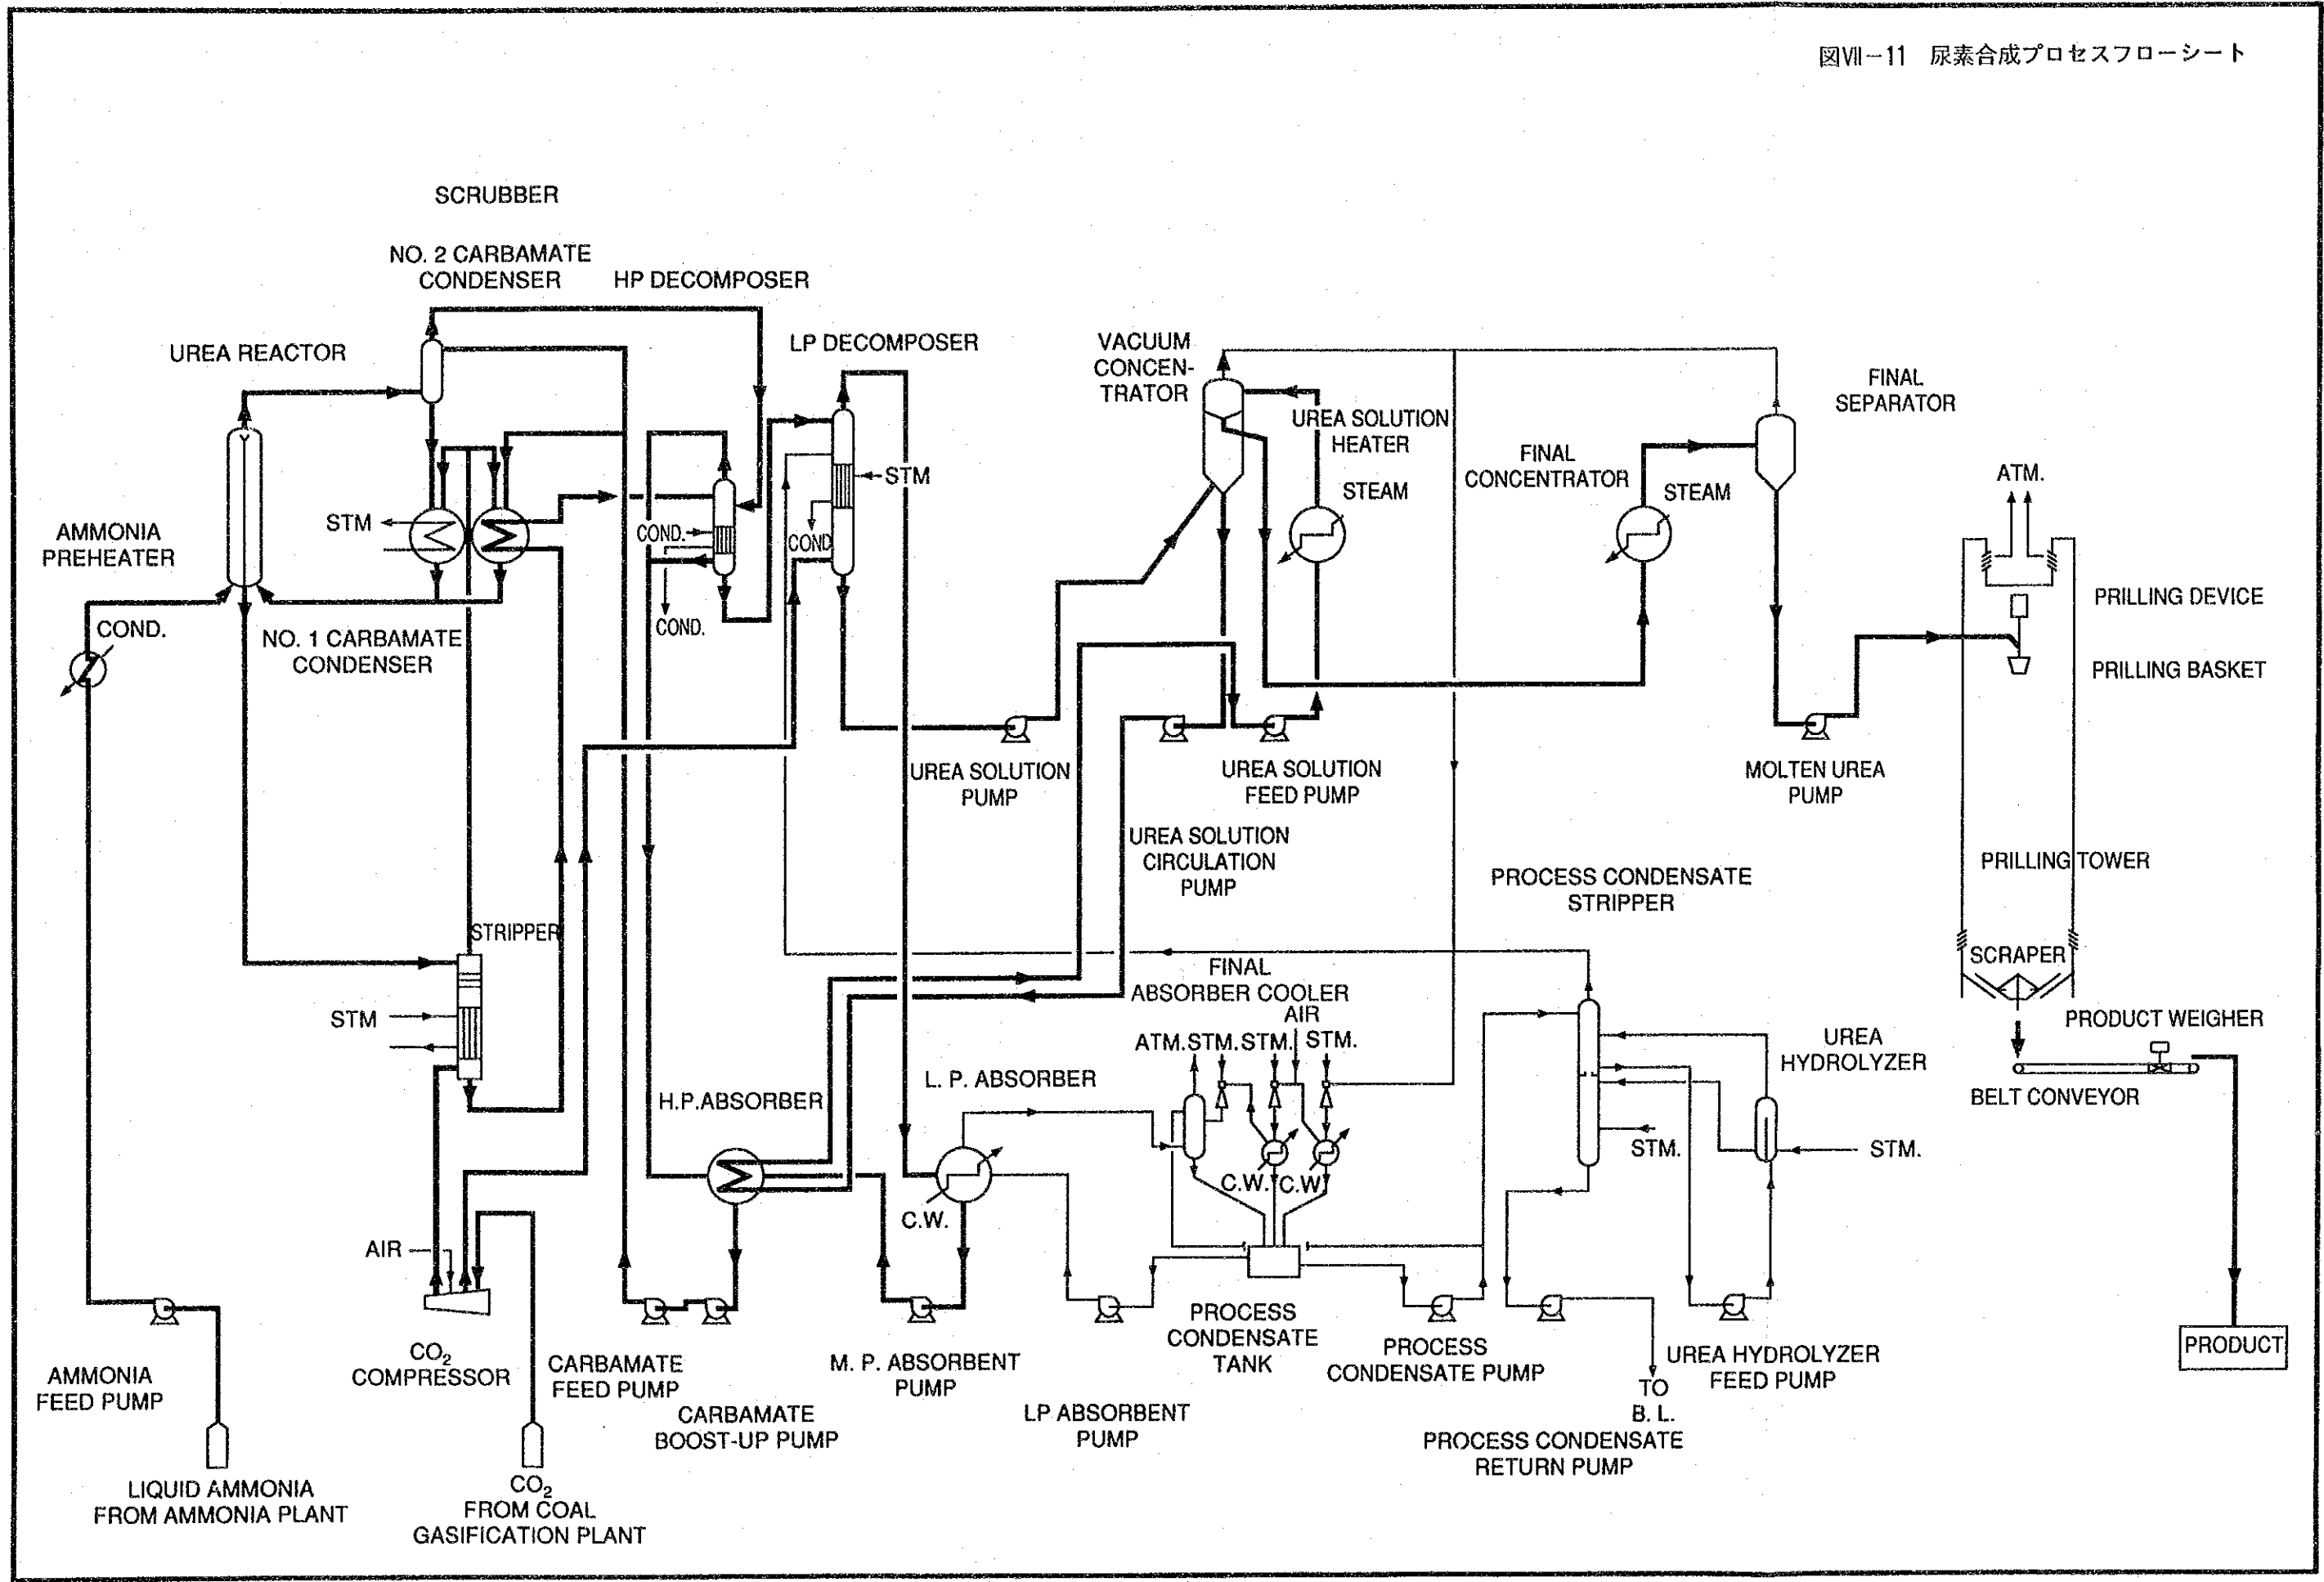 図Ⅶ-11 尿素合成プロセスフローシート
SCRUBBER
NO. 2 CARBAMATE
CONDENSER
HP DECOMPOSER
UREA REACTOR
LP DECOMPOSER
VACUUM
CONCEN-
TRATOR
FINAL
SEPARATOR
UREA SOLUTION
HEATER
FINAL
CONCENTRATOR
STM
STEAM
STEAM
ATM.
STM
AMMONIA
PREHEATER
COND.
COND
COND.
PRILLING DEVICE
COND.
NO. 1 CARBAMATE
CONDENSER
PRILLING BASKET
UREA SOLUTION
PUMP
UREA SOLUTION
FEED PUMP
MOLTEN UREA
PUMP
UREA SOLUTION
CIRCULATION
PUMP
PRILLING TOWER
PROCESS CONDENSATE
STRIPPER
STRIPPER
SCRAPER
FINAL
ABSORBER COOLER
STM
AIR
ATM.
STM.
STM.
STM.
PRODUCT WEIGHER
UREA
HYDROLYZER
L. P. ABSORBER
BELT CONVEYOR
H.P.ABSORBER
STM.
STM.
C.W.
C.W
C.W.
AIR
PROCESS
CONDENSATE
TANK
PRODUCT
CO2
COMPRESSOR
CARBAMATE
FEED PUMP
M. P. ABSORBENT
PUMP
PROCESS
CONDENSATE PUMP
UREA HYDROLYZER
FEED PUMP
AMMONIA
FEED PUMP
TO
B. L.
CARBAMATE
BOOST-UP PUMP
LP ABSORBENT
PUMP
PROCESS CONDENSATE
RETURN PUMP
LIQUID AMMONIA
FROM AMMONIA PLANT
CO2
FROM COAL
GASIFICATION PLANT